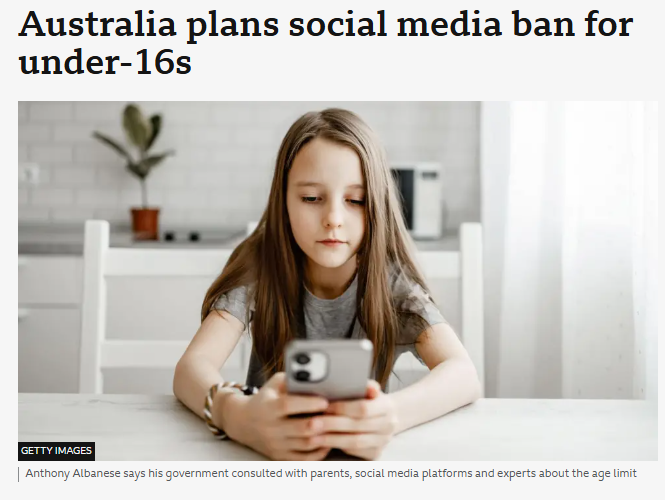 Australia plans social media ban for
under-16s
GETTY IMAGES
Anthony Albanese says his government consulted with parents, social media platforms and experts about the age limit